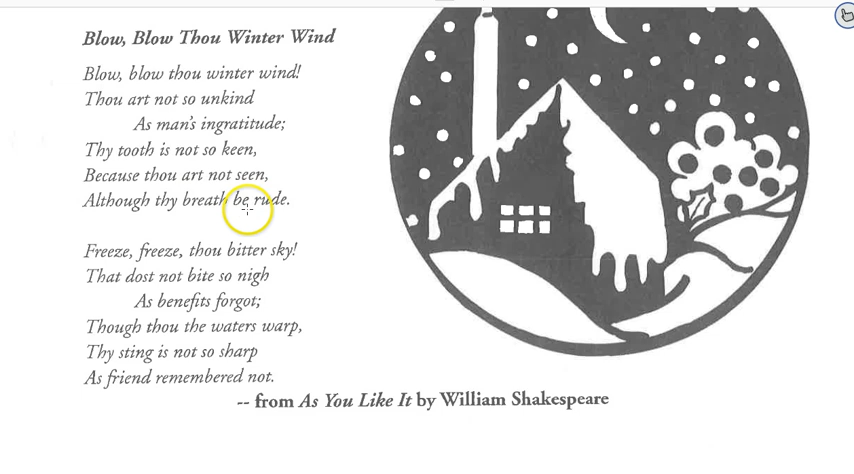 Blow, Blow Thou Winter Wind
Blow, blow thou winter wind!
Thou art not so unkind
As man's ingratitude;
Thy tooth is not so keen,
Because thou art not seen,
Although thy breath be rude.
Freeze, freeze, thou bitter sky!
That dost not bite so nigh
As benefits forgot;
Though thou the waters warp,
Thy sting is not so sharp
As friend remembered not.
-- from As You Like It by William Shakespeare